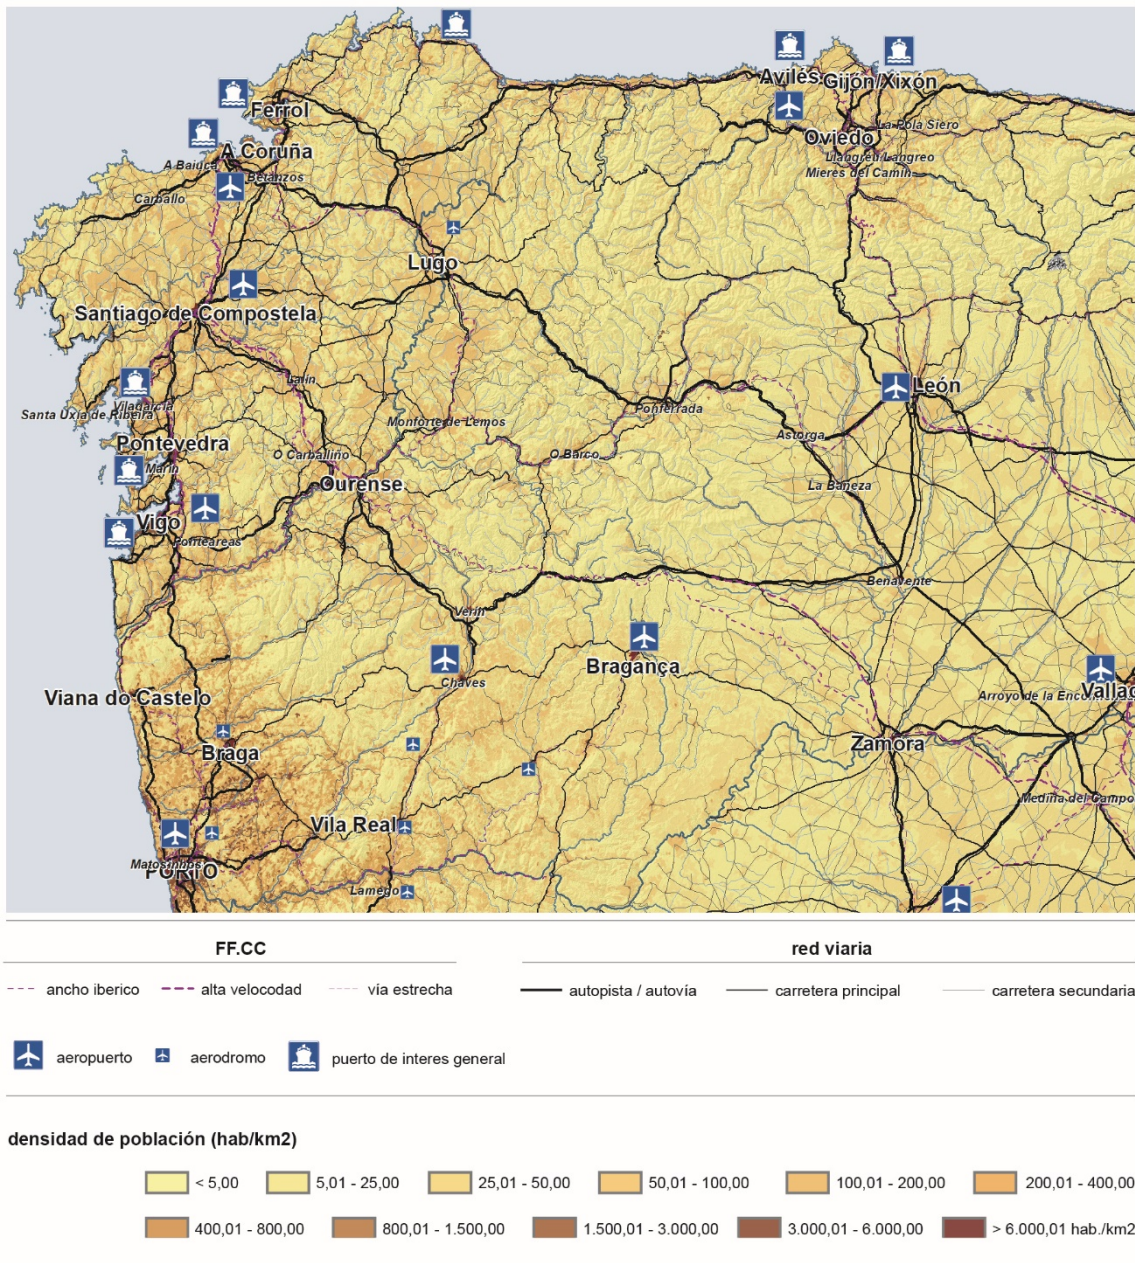 Avilés
Gijón/Xixón
Ferrol
La Pola Siero
Oviedo
A Coruña
A Baiuca
Llangréu/Langreo
Betanzos
Mieres del Camín
Carballo
Lugo
Santiago de Compostela
Lalín
León
Vilagarcía
Santa Uxía de Ribeira
Ponferrada
Monforte de Lemos
Astorga
Pontevedra
O Carballiño
O Barco
Marín
Ourense
La Bañeza
Vigo
Ponteareas
Benavente
Verín
Bragança
Chaves
Viana do Castelo
Arroyo de la Encom
Vallad
Braga
Zamora
Medina del Campo
Vila Real
Matosinhos
PORTO
Lamego
FF.CC
red viaria
ancho iberico
alta velocodad
vía estrecha
autopista / autovía
carretera principal
carretera secundaria
aeropuerto
aerodromo
puerto de interes general
densidad de población (hab/km2)
< 5,00
5,01 - 25,00
25,01 - 50,00
50,01 - 100,00
100,01 - 200,00
200,01 - 400,00
400,01 - 800,00
800,01 - 1.500,00
1.500,01 - 3.000,00
3.000,01 - 6.000,00
> 6.000,01 hab./km2